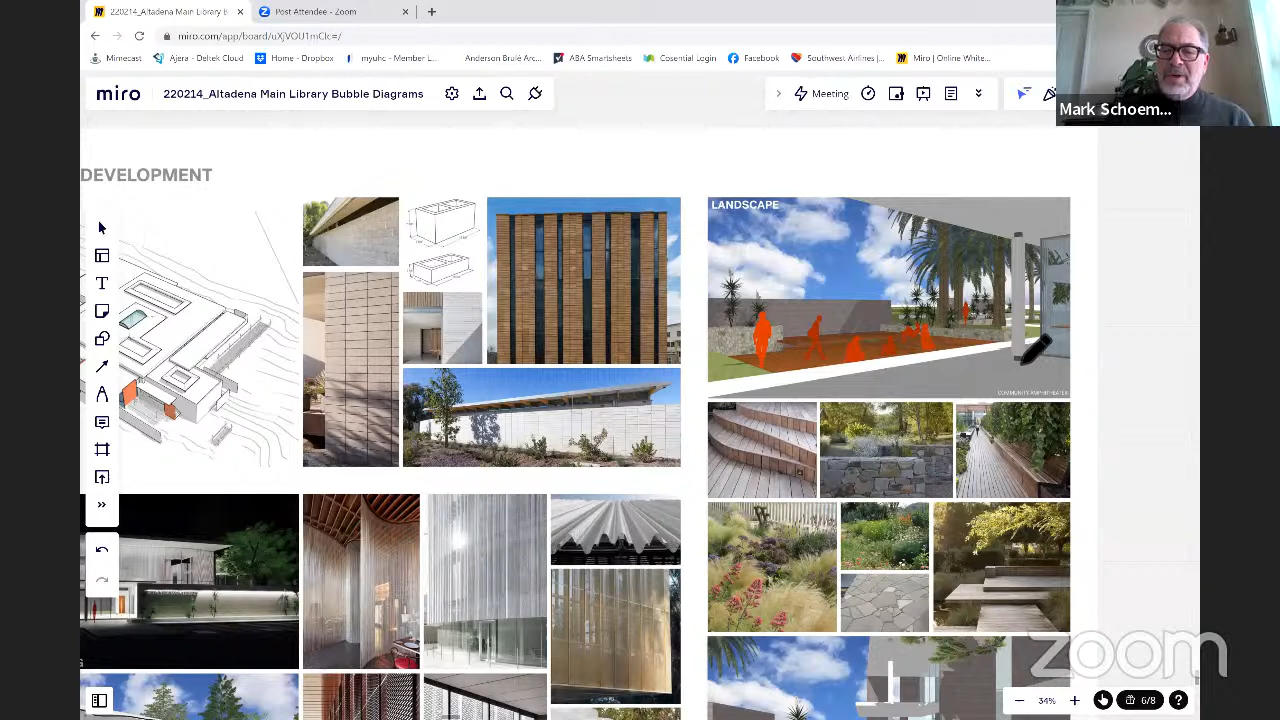 220214_Altadena Main Library B
Post Attendee - Zoom
miro.com/app/board/uXjVOU1mCIc=/
Mimecast
Ajera - Deltek Cloud
Home - Dropbox
myuhc - Member L...
Anderson Brulé Arc...
ABA Smartsheets
Cosential Login
Facebook
Southwest Airlines |...
Miro | Online White...
miro
220214_Altadena Main Library Bubble Diagrams
Meeting
Mark Schoem...
DEVELOPMENT
LANDSCAPE
COMMUNITY AMPHITHEATER
zoom
34%
6/8